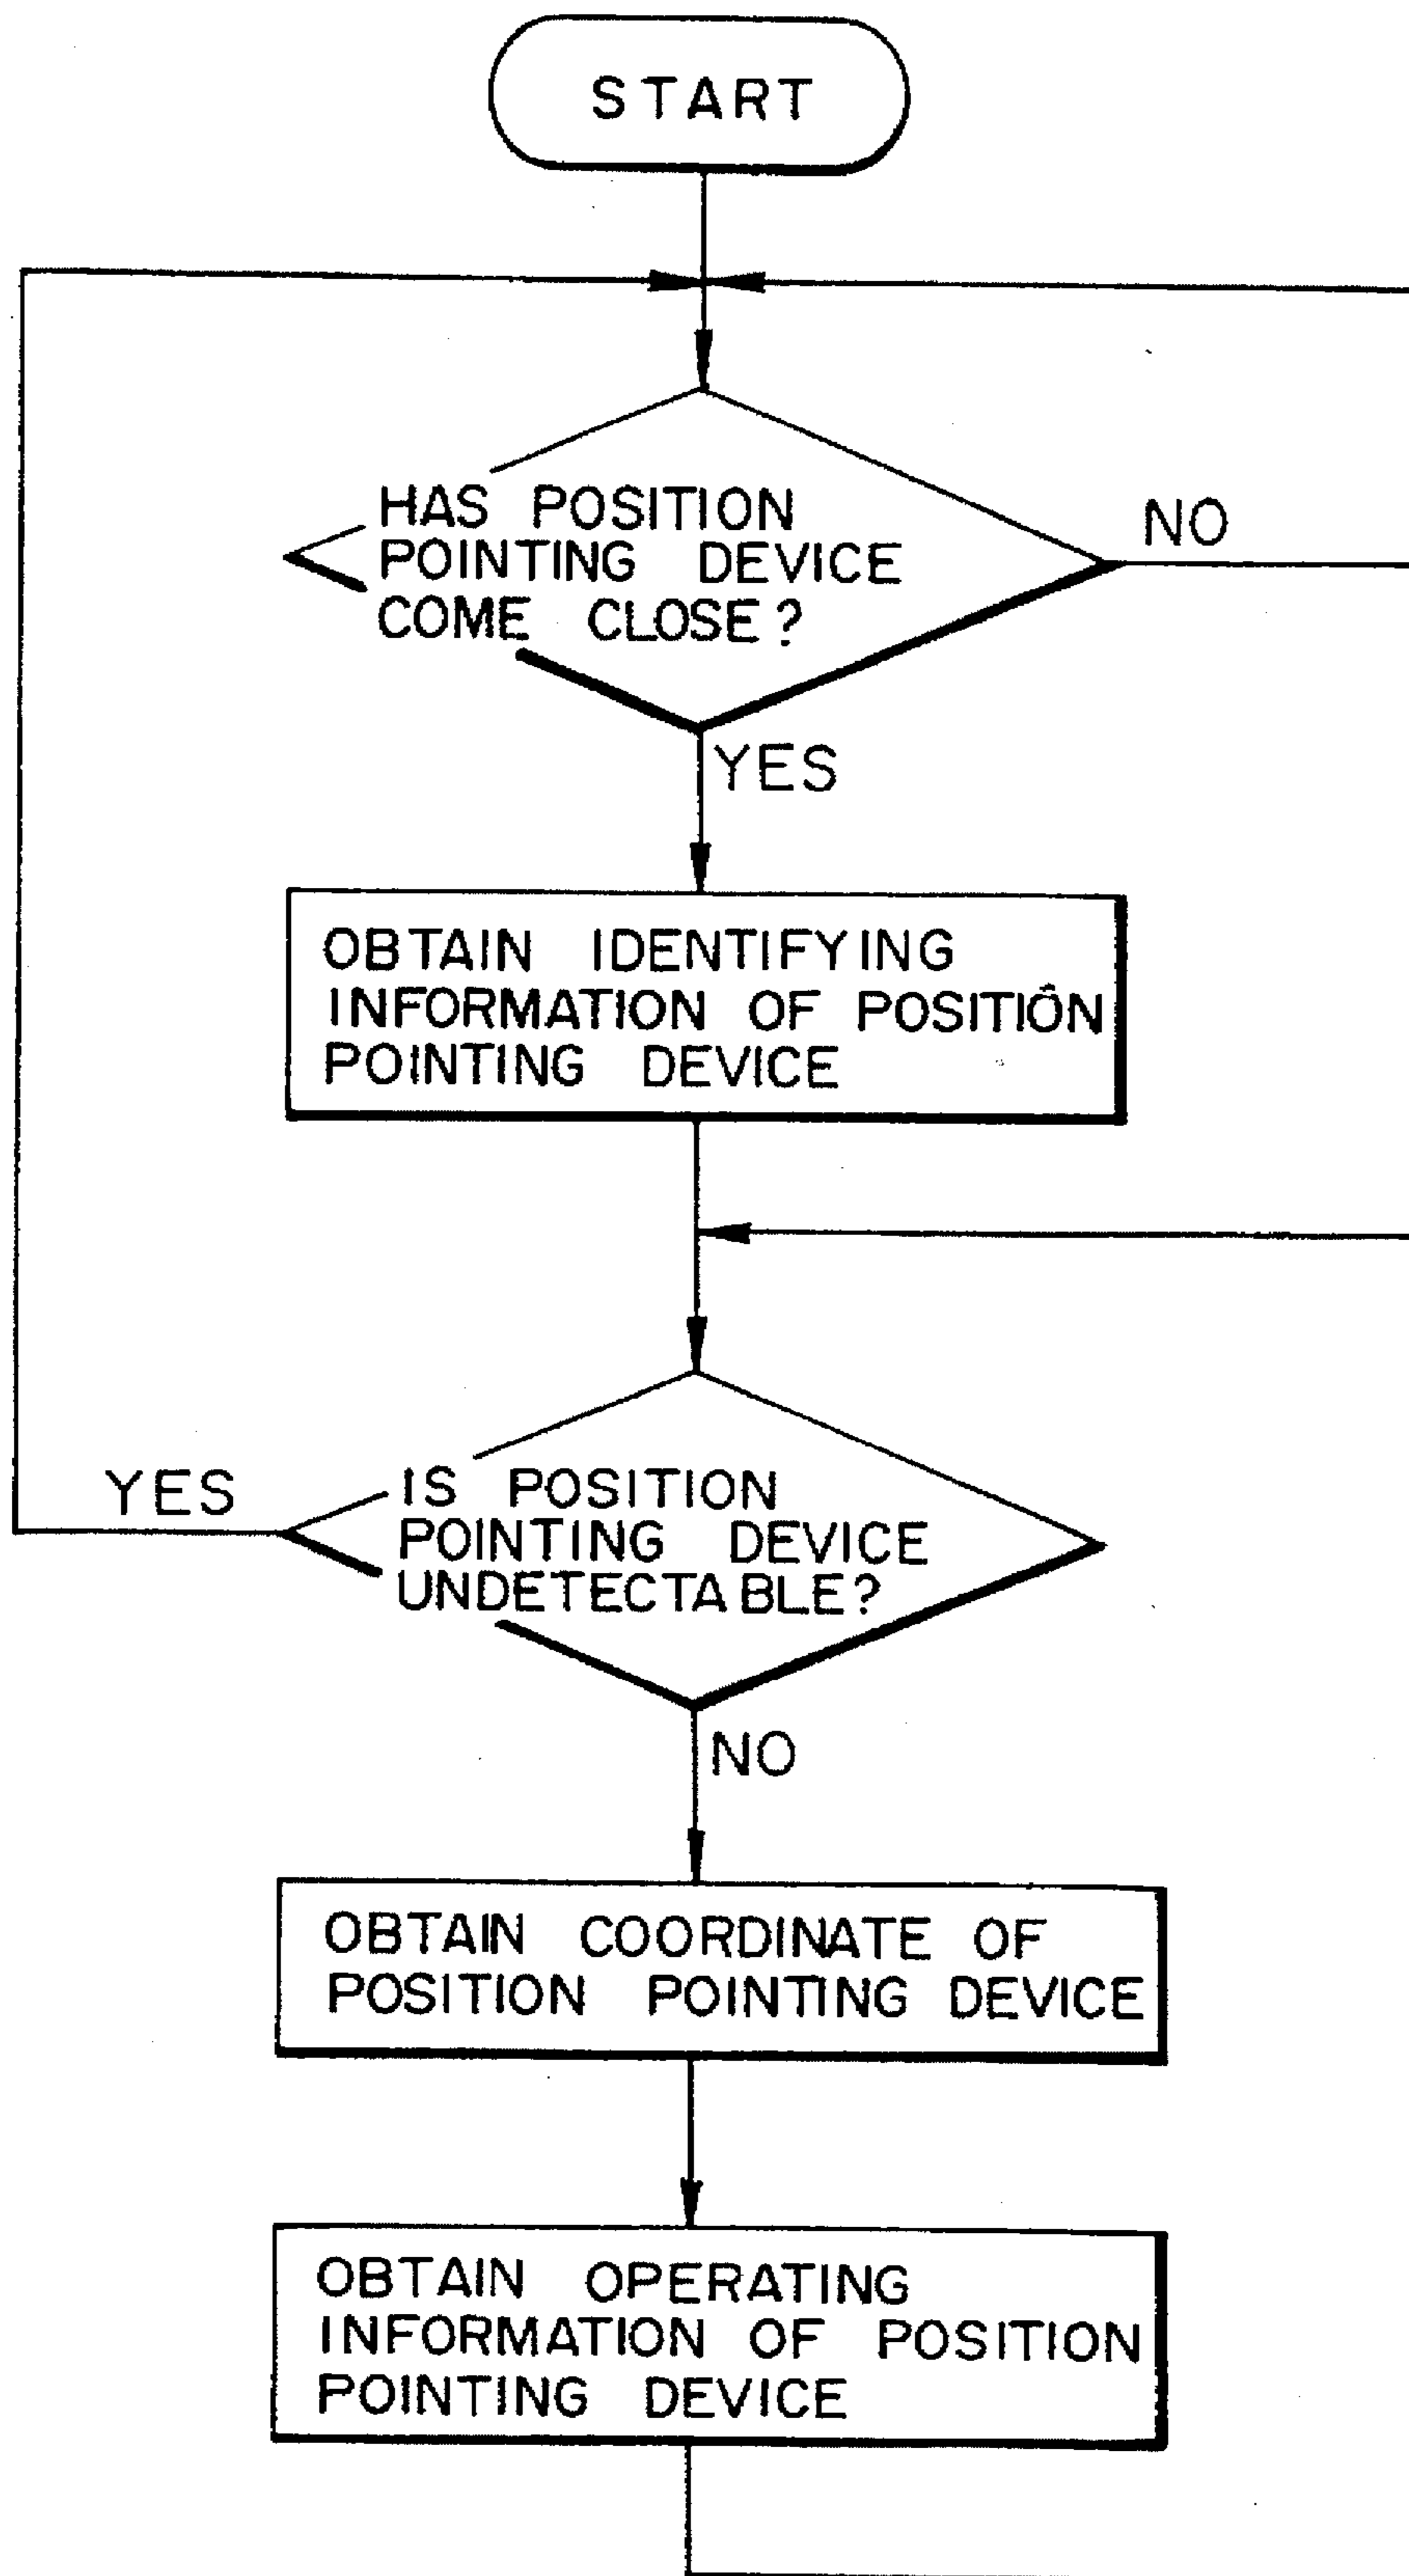 START
HAS POSITION
POINTING DEVICE
COME CLOSE?
NO
YES
OBTAIN IDENTIFYING
INFORMATION OF POSITION
POINTING DEVICE
YES
IS POSITION
POINTING DEVICE
UNDETECTABLE?
NO
OBTAIN COORDINATE OF
POSITION POINTING DEVICE
OBTAIN OPERATING
INFORMATION OF POSITION
POINTING DEVICE